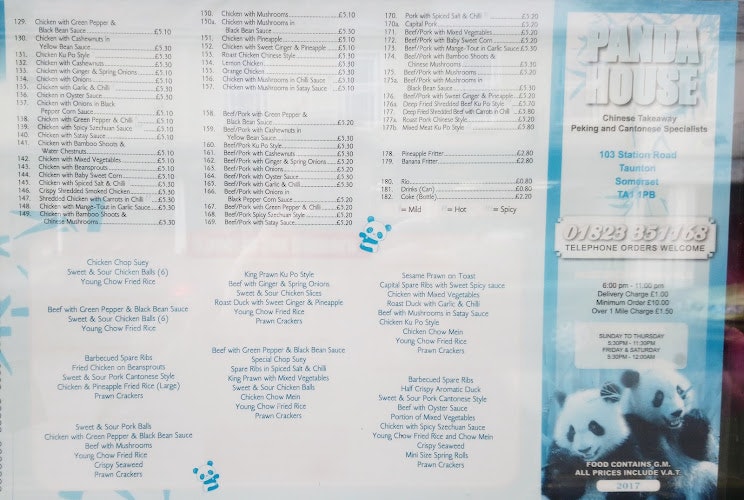 129. Chicken with Green Pepper &
Black Bean Sauce £5.10
130. Chicken with Cashewnuts in
Yellow Bean Sauce £5.30
131. Chicken Ku Po Style £5.30
132. Chicken with Cashewnuts £5.30
133. Chicken with Ginger & Spring Onions £5.10
134. Chicken with Onions £5.10
135. Chicken with Garlic & Chilli £5.30
136. Chicken in Oyster Sauce £5.10
137. Chicken with Onions in Black
Pepper Corn Sauce £5.10
138. Chicken with Green Pepper & Chilli £5.10
139. Chicken with Spicy Szechuan Sauce £5.10
140. Chicken with Satay Sauce £5.10
141. Chicken with Bamboo Shoots &
Water Chestnuts £5.10
142. Chicken with Mixed Vegetables £5.10
143. Chicken with Beansprouts £5.10
144. Chicken with Baby Sweet Corn £5.10
145. Chicken with Spiced Salt & Chilli £5.30
146. Crispy Shredded Smoked Chicken £5.30
147. Shredded Chicken with Carrots in Chilli £5.30
148. Chicken with Mange-Tout in Garlic Sauce £5.30
149. Chicken with Bamboo Shoots &
Chinese Mushrooms £5.30
150. Chicken with Mushrooms £5.10
150a. Chicken with Mushrooms in
Black Bean Sauce £5.30
151. Chicken with Pineapple £5.10
152. Chicken with Sweet Ginger & Pineapple £5.10
153. Roast Chicken Chinese Style £5.30
154. Lemon Chicken £5.30
155. Orange Chicken £5.30
156. Chicken with Mushrooms in Chilli Sauce £5.10
157. Chicken with Mushrooms in Satay Sauce £5.10
158. Beef/Pork with Green Pepper &
Black Bean Sauce £5.20
159. Beef/Pork with Cashewnuts in
Yellow Bean Sauce £5.30
160. Beef/Pork Ku Po Style £5.30
161. Beef/Pork with Cashewnuts £5.30
162. Beef/Pork with Ginger & Spring Onions £5.20
163. Beef/Pork with Onions £5.20
164. Beef/Pork with Oyster Sauce £5.20
165. Beef/Pork with Garlic & Chilli £5.30
166. Beef/Pork with Onions in
Black Pepper Corn Sauce £5.20
167. Beef/Pork with Green Pepper & Chilli £5.20
168. Beef/Pork with Spicy Szechuan Style £5.20
169. Beef/Pork with Satay Sauce £5.20
170. Pork with Spiced Salt & Chilli £5.20
170a. Capital Pork £5.20
171. Beef/Pork with Mixed Vegetables £5.20
172. Beef/Pork with Baby Sweet Corn £5.20
173. Beef/Pork with Mange-Tout in Garlic Sauce £5.30
174. Beef/Pork with Bamboo Shoots &
Chinese Mushrooms £5.30
175. Beef/Pork with Mushrooms £5.20
175a. Beef/Pork with Mushrooms in
Black Bean Sauce £5.30
176. Beef/Pork with Sweet Ginger & Pineapple £5.20
176a. Deep Fried Shredded Beef Ku Po Style £5.70
177. Deep Fried Shredded Beef with Carrots in Chilli £5.70
177a. Roast Pork Chinese Style £5.30
177b. Mixed Meat Ku Po Style £5.80
178. Pineapple Fritter £2.80
179. Banana Fritter £2.80
180. Rib £0.80
181. Drinks (Can) £0.80
182. Coke (Bottle) £2.20
= Mild = Hot = Spicy
Chicken Chop Suey
Sweet & Sour Chicken Balls (6)
Young Chow Fried Rice
Beef with Green Pepper & Black Bean Sauce
Sweet & Sour Chicken Balls (6)
Young Chow Fried Rice
Barbecued Spare Ribs
Fried Chicken on Beansprouts
Sweet & Sour Pork Cantonese Style
Chicken & Pineapple Fried Rice (Large)
Prawn Crackers
Sweet & Sour Pork Balls
Chicken with Green Pepper & Black Bean Sauce
Beef with Mushrooms
Young Chow Fried Rice
Crispy Seaweed
Prawn Crackers
King Prawn Ku Po Style
Beef with Ginger & Spring Onions
Sweet & Sour Chicken Slices
Roast Duck with Sweet Ginger & Pineapple
Young Chow Fried Rice
Prawn Crackers
Beef with Green Pepper & Black Bean Sauce
Special Chop Suey
Spare Ribs in Spiced Salt & Chilli
King Prawn with Mixed Vegetables
Sweet & Sour Chicken Balls
Chicken Chow Mein
Young Chow Fried Rice
Prawn Crackers
Sesame Prawn on Toast
Capital Spare Ribs with Sweet Spicy sauce
Chicken with Mixed Vegetables
Roast Duck with Garlic & Chilli
Beef with Mushrooms in Satay Sauce
Chicken Ku Po Style
Chicken Chow Mein
Young Chow Fried Rice
Prawn Crackers
Barbecued Spare Ribs
Half Crispy Aromatic Duck
Sweet & Sour Pork Cantonese Style
Beef with Oyster Sauce
Portion of Mixed Vegetables
Chicken with Spicy Szechuan Sauce
Young Chow Fried Rice and Chow Mein
Crispy Seaweed
Mini Size Spring Rolls
Prawn Crackers
PANDA
HOUSE
Chinese Takeaway
Peking and Cantonese Specialists
103 Station Road
Taunton
Somerset
TA1 1PB
TELEPHONE ORDERS WELCOME
6:00 pm - 11:00 pm
Delivery Charge £1.00
Minimum Order £10.00
Over 1 Mile Charge £1.50
SUNDAY TO THURSDAY
5:30PM - 11:30PM
FRIDAY & SATURDAY
5:30PM - 12:00AM
FOOD CONTAINS G.M.
ALL PRICES INCLUDE V.A.T.
2017